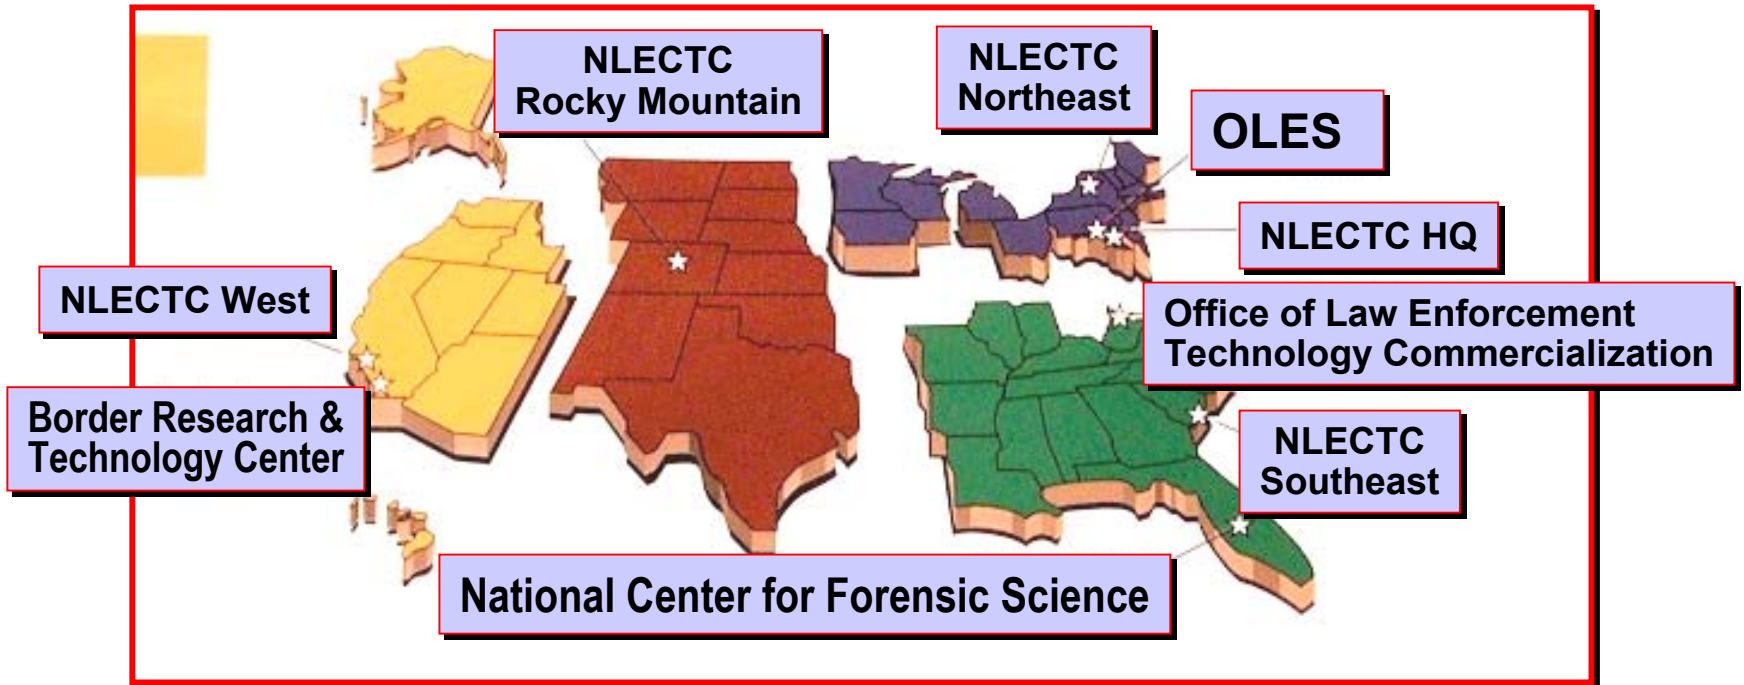 NLECTC
Rocky Mountain
NLECTC
Northeast
OLES
NLECTC HQ
NLECTC West
Office of Law Enforcement
Technology Commercialization
Border Research &
Technology Center
NLECTC
Southeast
National Center for Forensic Science